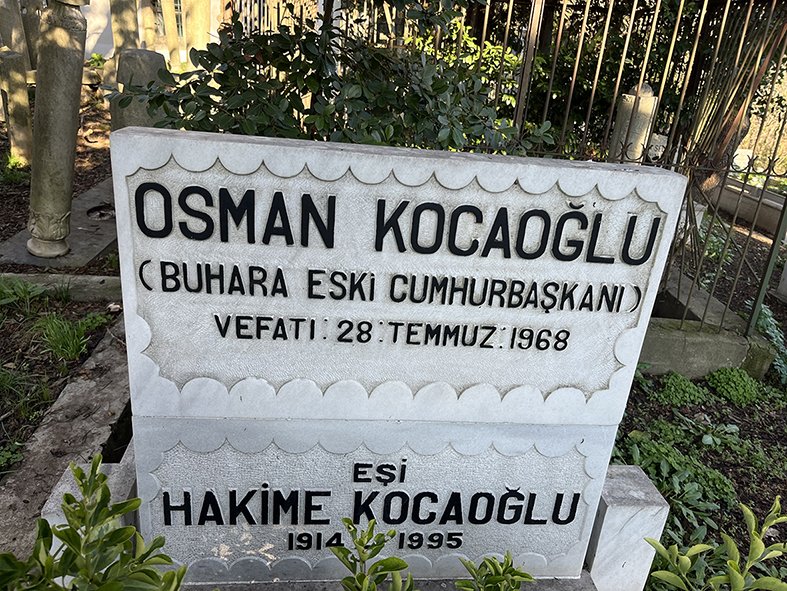 OSMAN KOCAOĞLU
(BUHARA ESKİ CUMHURBAŞKANI)
VEFATI: 28: TEMMUZ: 1968
EŞİ
HAKİME KOCAOĞLU
1914 1995